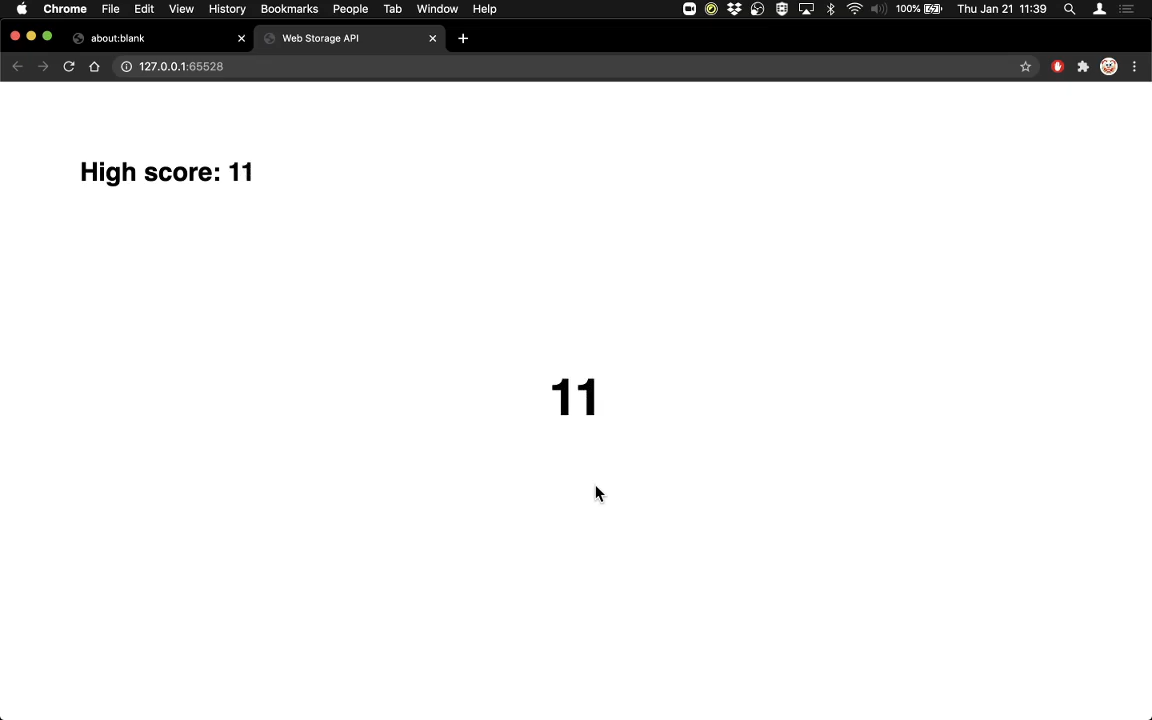 Chrome File Edit View History Bookmarks People Tab Window Help 100% Thu Jan 21 11:39
about:blank Web Storage API
127.0.0.1:65528
High score: 11
11